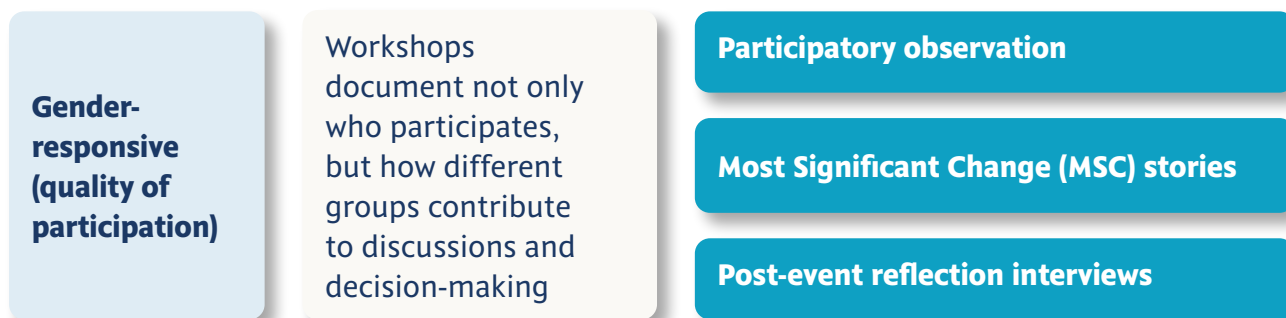 Gender-
responsive
(quality of
participation)
Workshops
document not only
who participates,
but how different
groups contribute
to discussions and
decision-making
Participatory observation
Most Significant Change (MSC) stories
Post-event reflection interviews